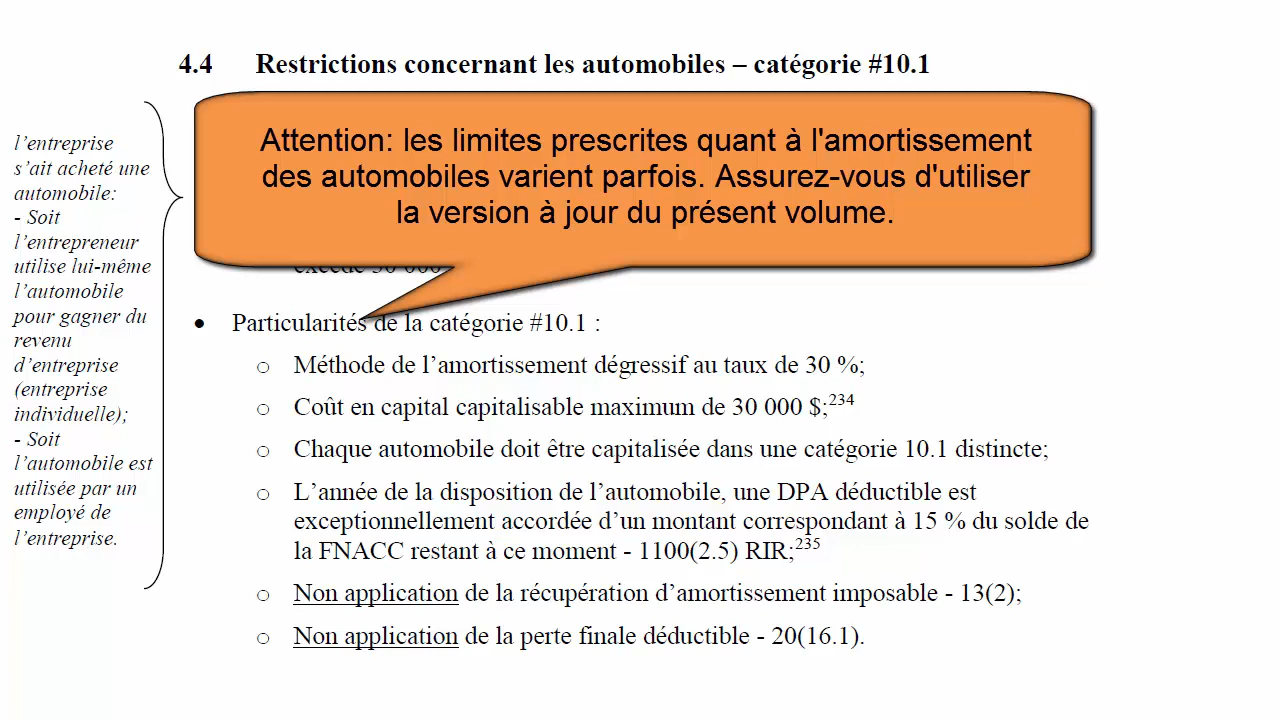 4.4 Restrictions concernant les automobiles – catégorie #10.1
l’entreprise
s’ait acheté une
automobile:
- Soit
l’entrepreneur
utilise lui-même
l’automobile
pour gagner du
revenu
d’entreprise
(entreprise
individuelle);
- Soit
l’automobile est
utilisée par un
employé de
l’entreprise.
Attention: les limites prescrites quant à l'amortissement
des automobiles varient parfois. Assurez-vous d'utiliser
la version à jour du présent volume.
excède 30 000
• Particularités de la catégorie #10.1 :
o Méthode de l’amortissement dégressif au taux de 30 %;
o Coût en capital capitalisable maximum de 30 000 $;234
o Chaque automobile doit être capitalisée dans une catégorie 10.1 distincte;
o L’année de la disposition de l’automobile, une DPA déductible est
exceptionnellement accordée d’un montant correspondant à 15 % du solde de
la FNACC restant à ce moment - 1100(2.5) RIR;235
o Non application de la récupération d’amortissement imposable - 13(2);
o Non application de la perte finale déductible - 20(16.1).